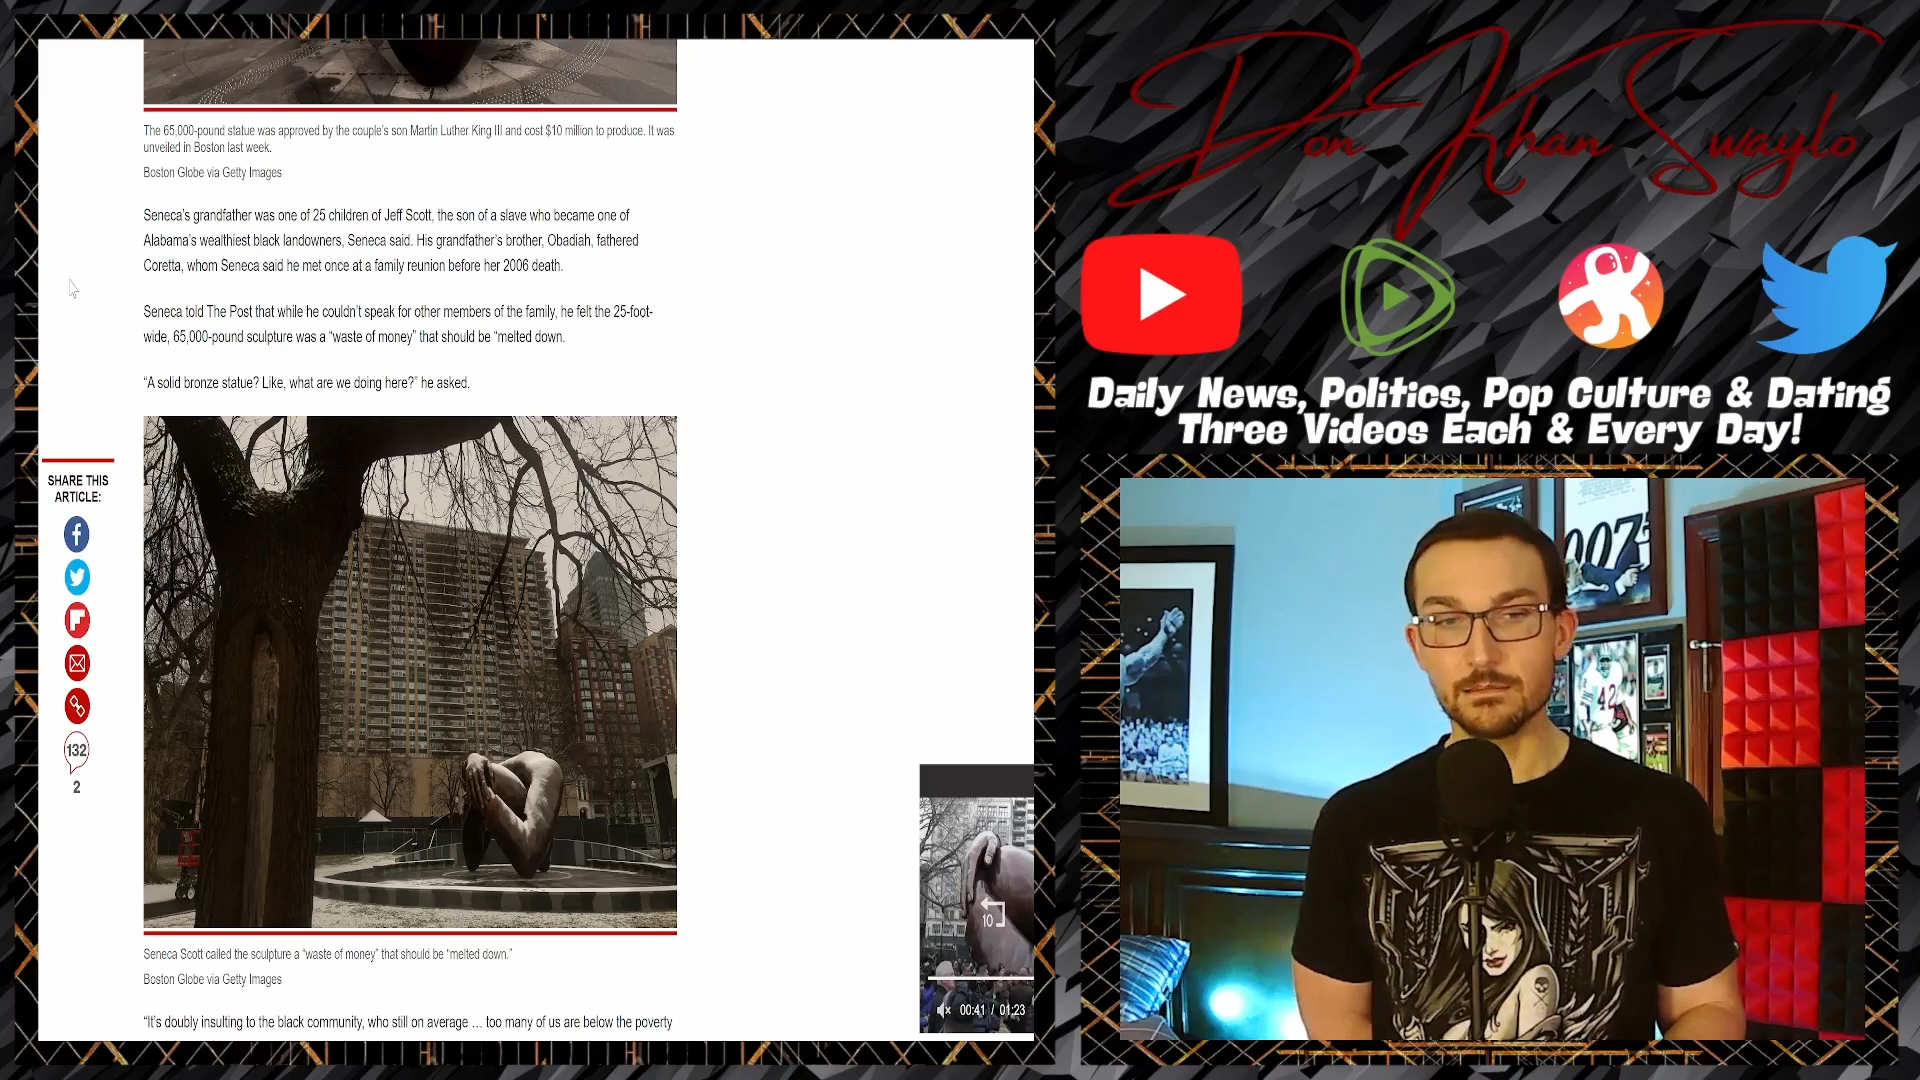 The 65,000-pound statue was approved by the couple's son Martin Luther King III and cost $10 million to produce. It was
unveiled in Boston last week.
Boston Globe via Getty Images
Seneca's grandfather was one of 25 children of Jeff Scott, the son of a slave who became one of
Alabama's wealthiest black landowners, Seneca said. His grandfather's brother, Obadiah, fathered
Coretta, whom Seneca said he met once at a family reunion before her 2006 death.
Seneca told The Post that while he couldn't speak for other members of the family, he felt the 25-foot-
wide, 65,000-pound sculpture was a “waste of money” that should be “melted down.
“A solid bronze statue? Like, what are we doing here?” he asked.
SHARE THIS
ARTICLE:
132
2
Seneca Scott called the sculpture a “waste of money” that should be “melted down.”
Boston Globe via Getty Images
“It's doubly insulting to the black community, who still on average … too many of us are below the poverty
10
00:41 / 01:23
Don Khan Swaylo
Daily News, Politics, Pop Culture & Dating
Three Videos Each & Every Day!
007
42